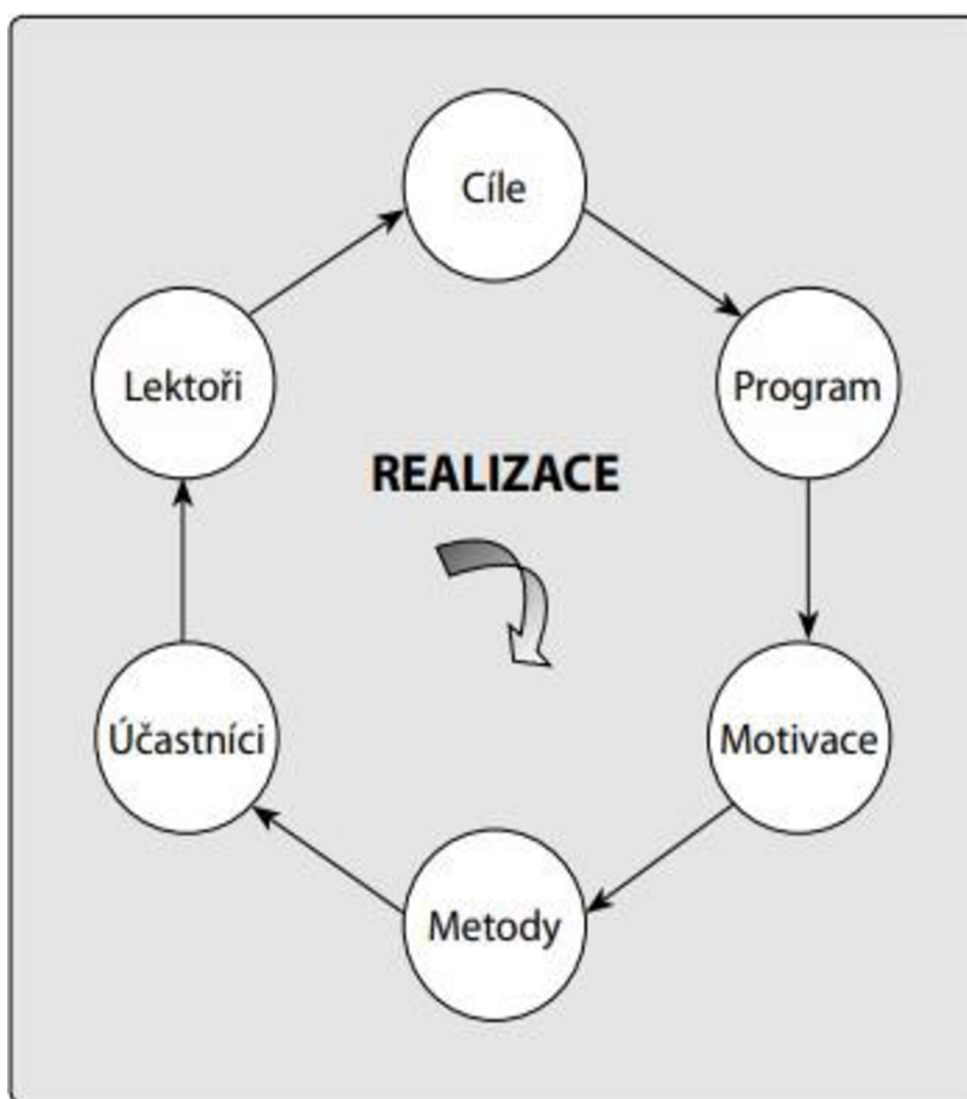 Cíle
Program
Motivace
Metody
Účastníci
Lektoři
REALIZACE